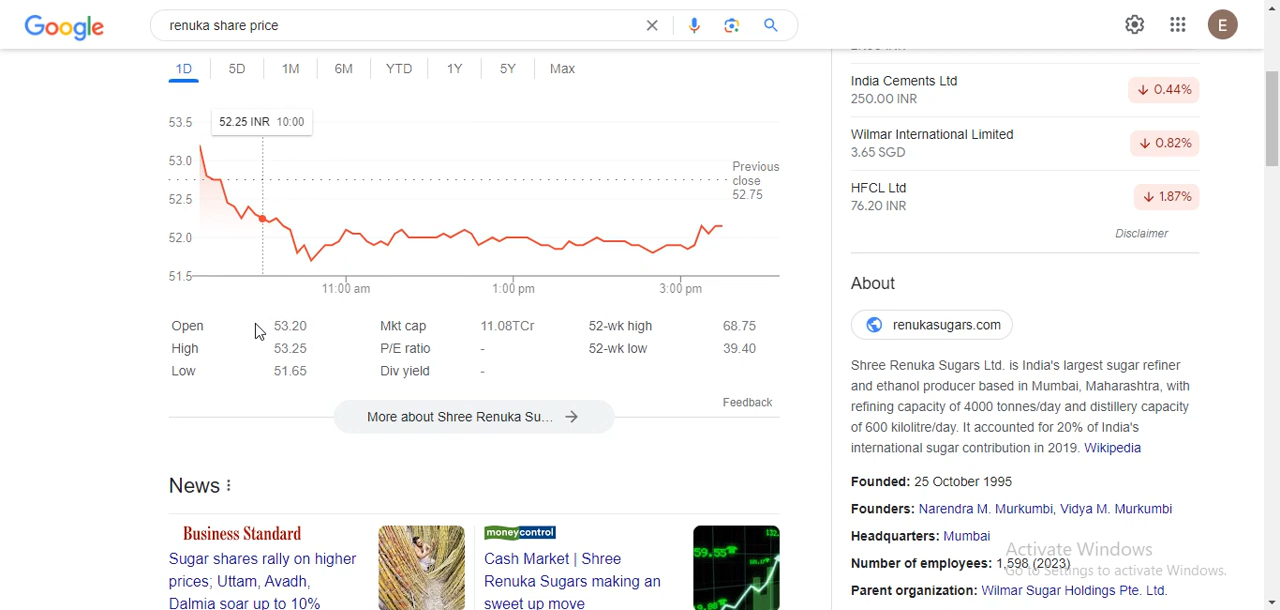 Google
renuka share price
E
1D 5D 1M 6M YTD 1Y 5Y Max
53.5
53.0
52.5
52.0
51.5
52.25 INR 10:00
Previous
close
52.75
11:00 am 1:00 pm 3:00 pm
Open 53.20 Mkt cap 11.08TCr 52-wk high 68.75
High 53.25 P/E ratio - 52-wk low 39.40
Low 51.65 Div yield -
Feedback
More about Shree Renuka Su...
News
Business Standard
Sugar shares rally on higher
prices; Uttam, Avadh,
Dalmia soar up to 10%
moneycontrol
Cash Market | Shree
Renuka Sugars making an
sweet up move
59.55
132.
India Cements Ltd
250.00 INR
0.44%
Wilmar International Limited
3.65 SGD
0.82%
HFCL Ltd
76.20 INR
1.87%
Disclaimer
About
renukasugars.com
Shree Renuka Sugars Ltd. is India's largest sugar refiner
and ethanol producer based in Mumbai, Maharashtra, with
refining capacity of 4000 tonnes/day and distillery capacity
of 600 kilolitre/day. It accounted for 20% of India's
international sugar contribution in 2019. Wikipedia
Founded: 25 October 1995
Founders: Narendra M. Murkumbi, Vidya M. Murkumbi
Headquarters: Mumbai
Number of employees: 1,598 (2023)
Parent organization: Wilmar Sugar Holdings Pte. Ltd.
Activate Windows
Go to Settings to activate Windows.